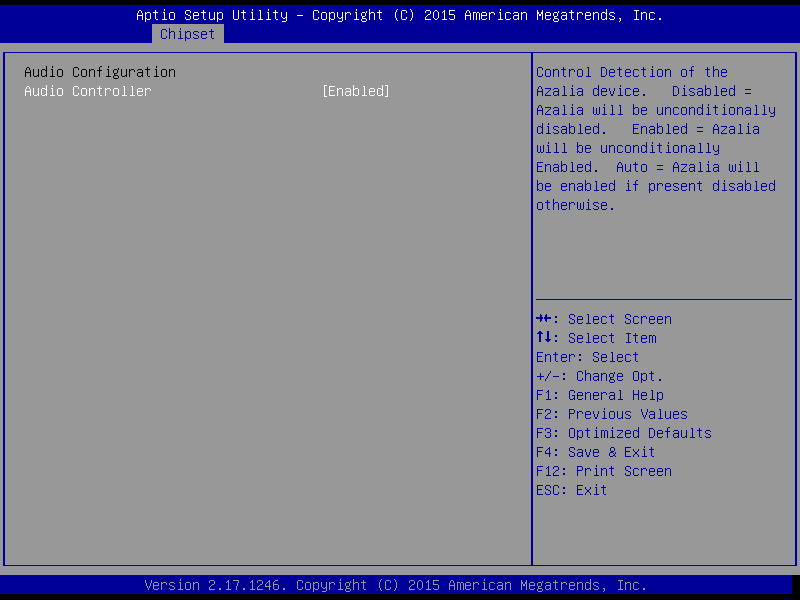 Aptio Setup Utility – Copyright (C) 2015 American Megatrends, Inc.
Chipset
Audio Configuration
Audio Controller [Enabled]
Control Detection of the
Azalia device. Disabled =
Azalia will be unconditionally
disabled. Enabled = Azalia
will be unconditionally
Enabled. Auto = Azalia will
be enabled if present disabled
otherwise.
→←: Select Screen
↑↓: Select Item
Enter: Select
+/–: Change Opt.
F1: General Help
F2: Previous Values
F3: Optimized Defaults
F4: Save & Exit
F12: Print Screen
ESC: Exit
Version 2.17.1246. Copyright (C) 2015 American Megatrends, Inc.